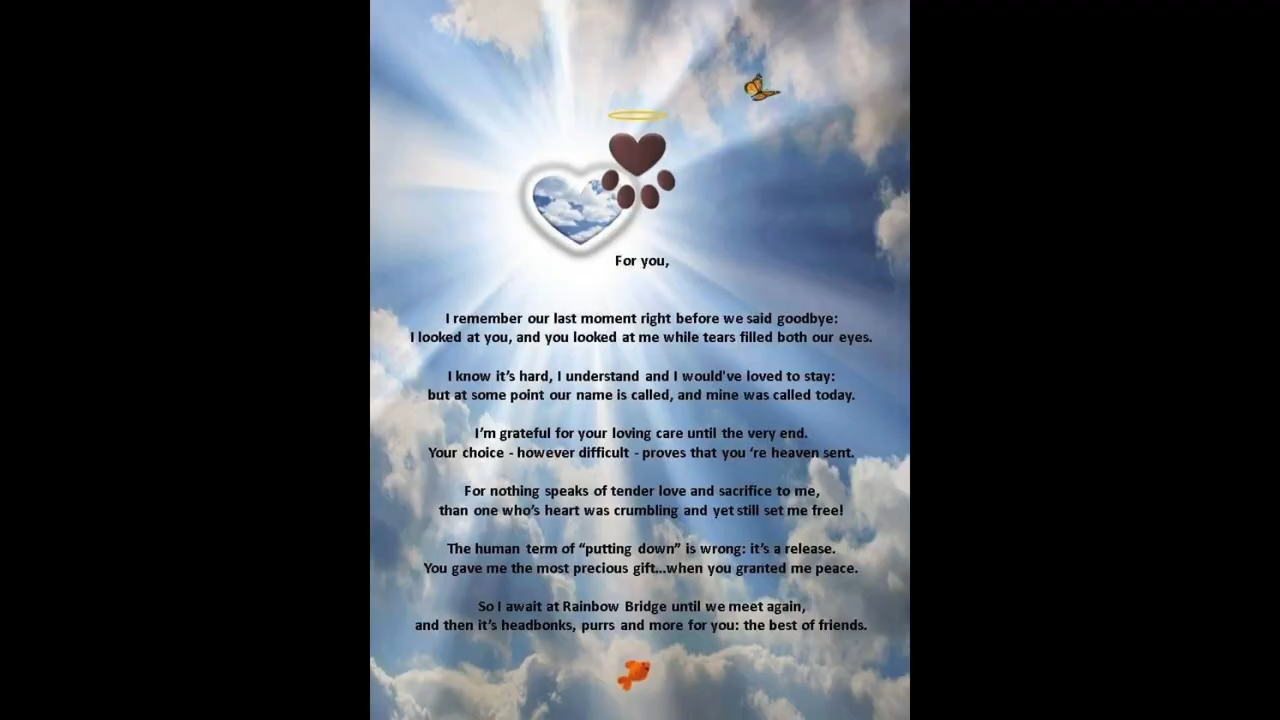 For you,
I remember our last moment right before we said goodbye:
I looked at you, and you looked at me while tears filled both our eyes.
I know it’s hard, I understand and I would've loved to stay:
but at some point our name is called, and mine was called today.
I’m grateful for your loving care until the very end.
Your choice - however difficult - proves that you ‘re heaven sent.
For nothing speaks of tender love and sacrifice to me,
than one who’s heart was crumbling and yet still set me free!
The human term of “putting down” is wrong: it’s a release.
You gave me the most precious gift...when you granted me peace.
So I await at Rainbow Bridge until we meet again,
and then it’s headbonks, purrs and more for you: the best of friends.